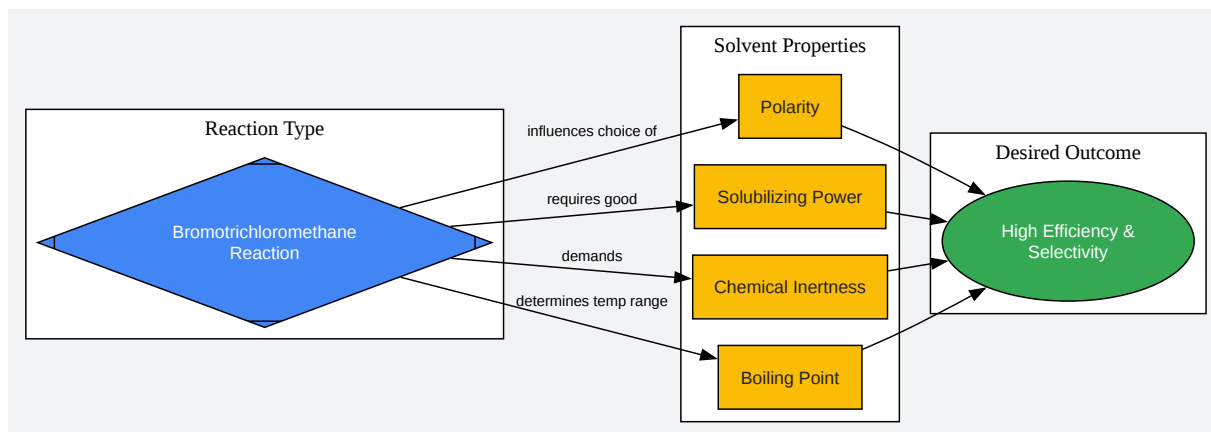 Reaction Type
Bromotrichloromethane
Reaction
influences choice of
requires good
demands
determines temp range
Solvent Properties
Polarity
Solubilizing Power
Chemical Inertness
Boiling Point
Desired Outcome
High Efficiency &
Selectivity